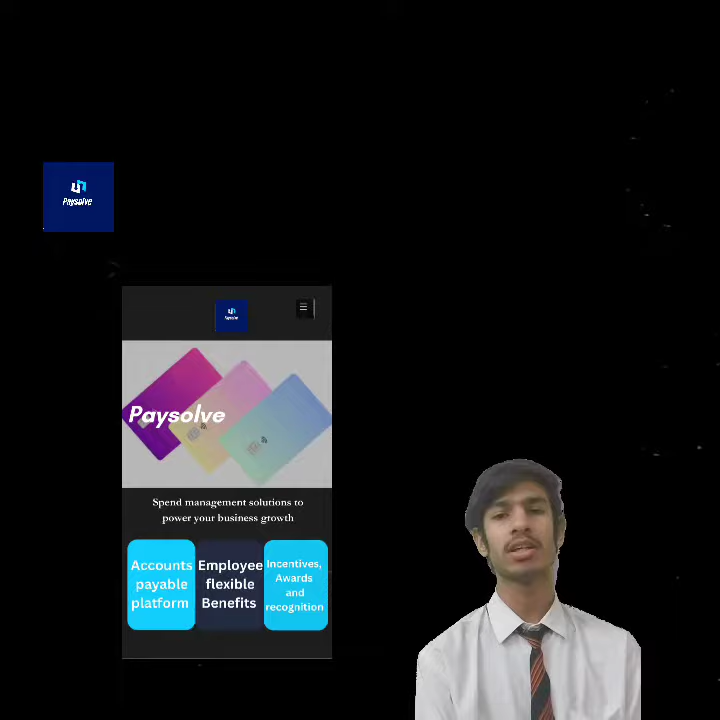 Paysolve
Paysolve
Paysolve
Spend management solutions to
power your business growth
Accounts
payable
platform
Employee
flexible
Benefits
Incentives,
Awards
and
recognition